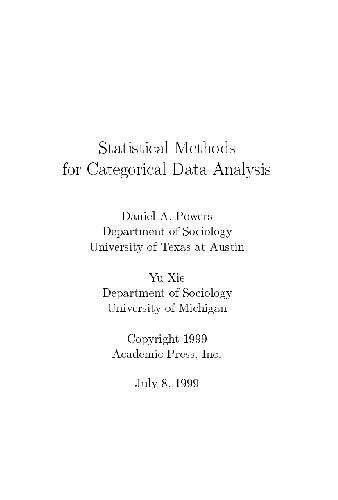 Statistical Methods
for Categorical Data Analysis
Daniel A. Powers
Department of Sociology
University of Texas at Austin
Yu Xie
Department of Sociology
University of Michigan
Copyright 1999
Academic Press, Inc.
July 8, 1999